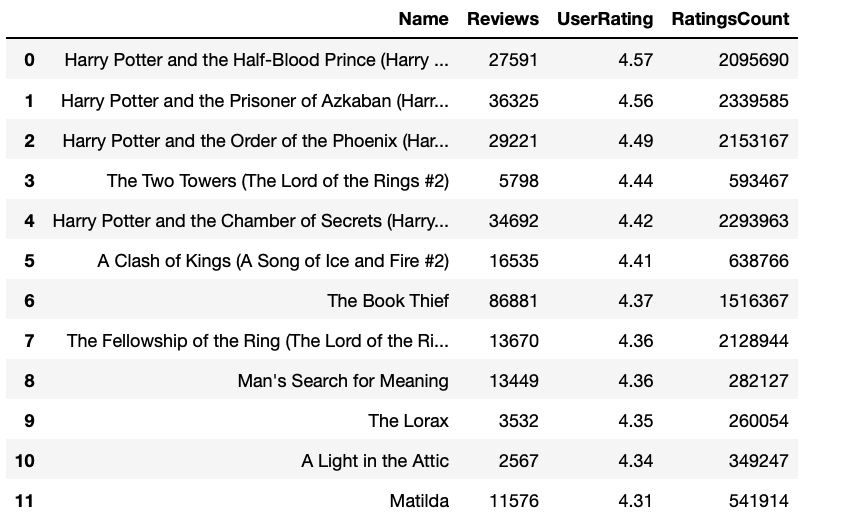 Name Reviews UserRating RatingsCount
0 Harry Potter and the Half-Blood Prince (Harry ... 27591 4.57 2095690
1 Harry Potter and the Prisoner of Azkaban (Harr... 36325 4.56 2339585
2 Harry Potter and the Order of the Phoenix (Har... 29221 4.49 2153167
3 The Two Towers (The Lord of the Rings #2) 5798 4.44 593467
4 Harry Potter and the Chamber of Secrets (Harry... 34692 4.42 2293963
5 A Clash of Kings (A Song of Ice and Fire #2) 16535 4.41 638766
6 The Book Thief 86881 4.37 1516367
7 The Fellowship of the Ring (The Lord of the Ri... 13670 4.36 2128944
8 Man's Search for Meaning 13449 4.36 282127
9 The Lorax 3532 4.35 260054
10 A Light in the Attic 2567 4.34 349247
11 Matilda 11576 4.31 541914